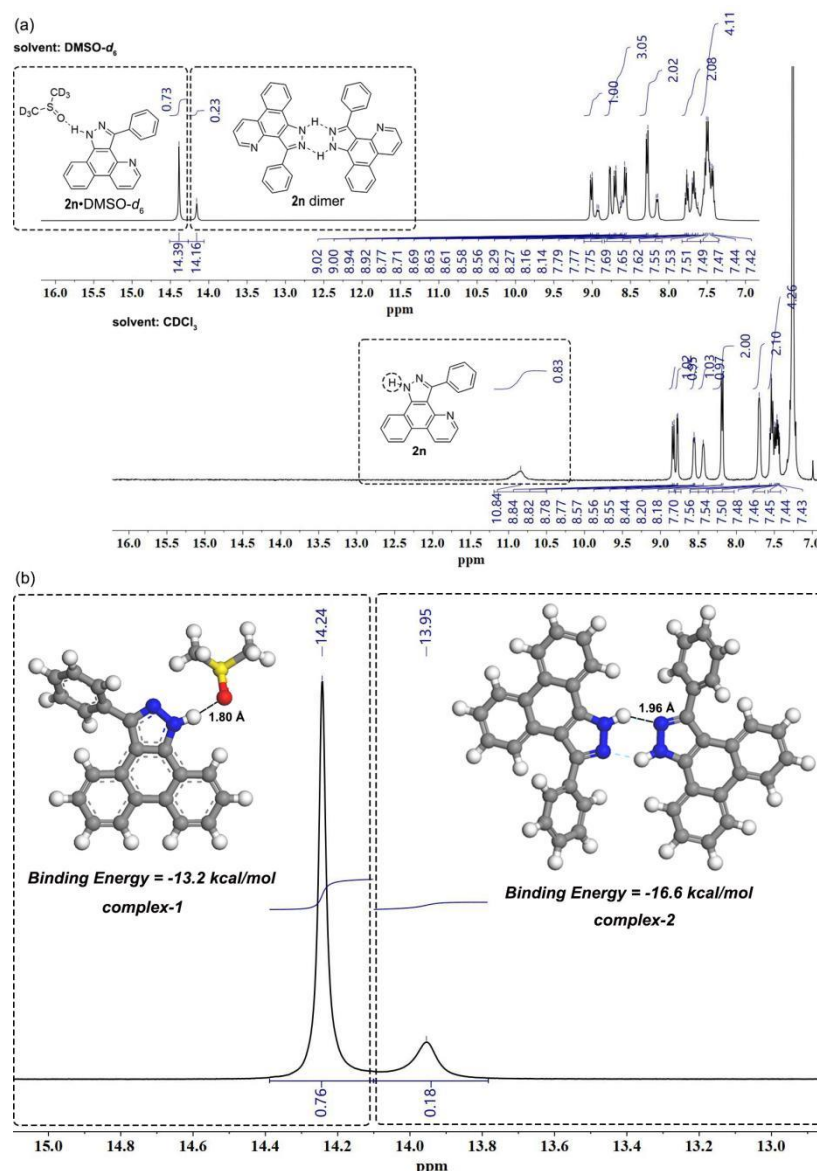 (a)
solvent: DMSO-d6
CD3
D3C S O
H N N
N
2n•DMSO-d6
0.73
0.23
N H N
N H N
N
N
2n dimer
1.00
3.05
2.02
2.08
4.11
14.39
14.16
9.02
9.00
8.94
8.92
8.77
8.71
8.69
8.63
8.61
8.58
8.56
8.29
8.27
8.16
8.14
7.79
7.77
7.75
7.69
7.65
7.62
7.55
7.53
7.51
7.49
7.47
7.44
7.42
16.0 15.5 15.0 14.5 14.0 13.5 13.0 12.5 12.0 11.5 11.0 10.5 10.0 9.5 9.0 8.5 8.0 7.5 7.0
ppm
solvent: CDCl3
H N N
N
2n
0.83
1.02
0.95
1.03
0.97
2.00
2.10
4.26
10.84
8.84
8.82
8.78
8.77
8.57
8.56
8.55
8.44
8.20
8.18
7.70
7.56
7.54
7.50
7.48
7.46
7.45
7.44
7.43
16.0 15.5 15.0 14.5 14.0 13.5 13.0 12.5 12.0 11.5 11.0 10.5 10.0 9.5 9.0 8.5 8.0 7.5 7.0
ppm
(b)
14.24
13.95
1.80 Å
1.96 Å
Binding Energy = -13.2 kcal/mol
complex-1
Binding Energy = -16.6 kcal/mol
complex-2
0.76
0.18
15.0 14.8 14.6 14.4 14.2 14.0 13.8 13.6 13.4 13.2 13.0
ppm